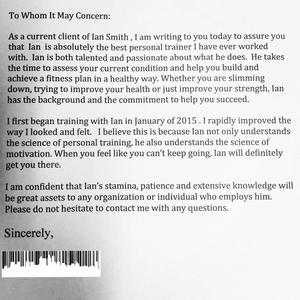 To Whom It May Concern:
As a current client of Ian Smith , I am writing to you today to assure you
that  Ian  is absolutely the best personal trainer I have ever worked
with.  Ian is both talented and passionate about what he does.  He takes
the time to assess your current condition and help you build and
achieve a fitness plan in a healthy way. Whether you are slimming
down, trying to improve your health or just improve your strength, Ian
has the background and the commitment to help you succeed.
I first began training with Ian in January of 2015 . I rapidly improved the
way I looked and felt.   I believe this is because Ian not only understands
the science of personal training, he also understands the science of
motivation. When you feel like you can't keep going, Ian will definitely
get you there.
I am confident that Ian's stamina, patience and extensive knowledge will
be great assets to any organization or individual who employs him.
Please do not hesitate to contact me with any questions.
Sincerely,